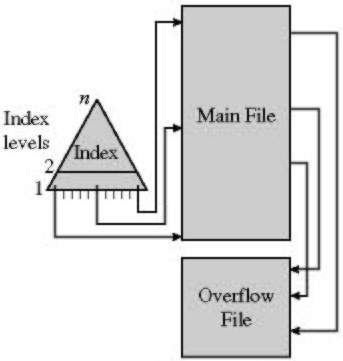 n
Index
levels
2
1
Index
Main File
Overflow
File